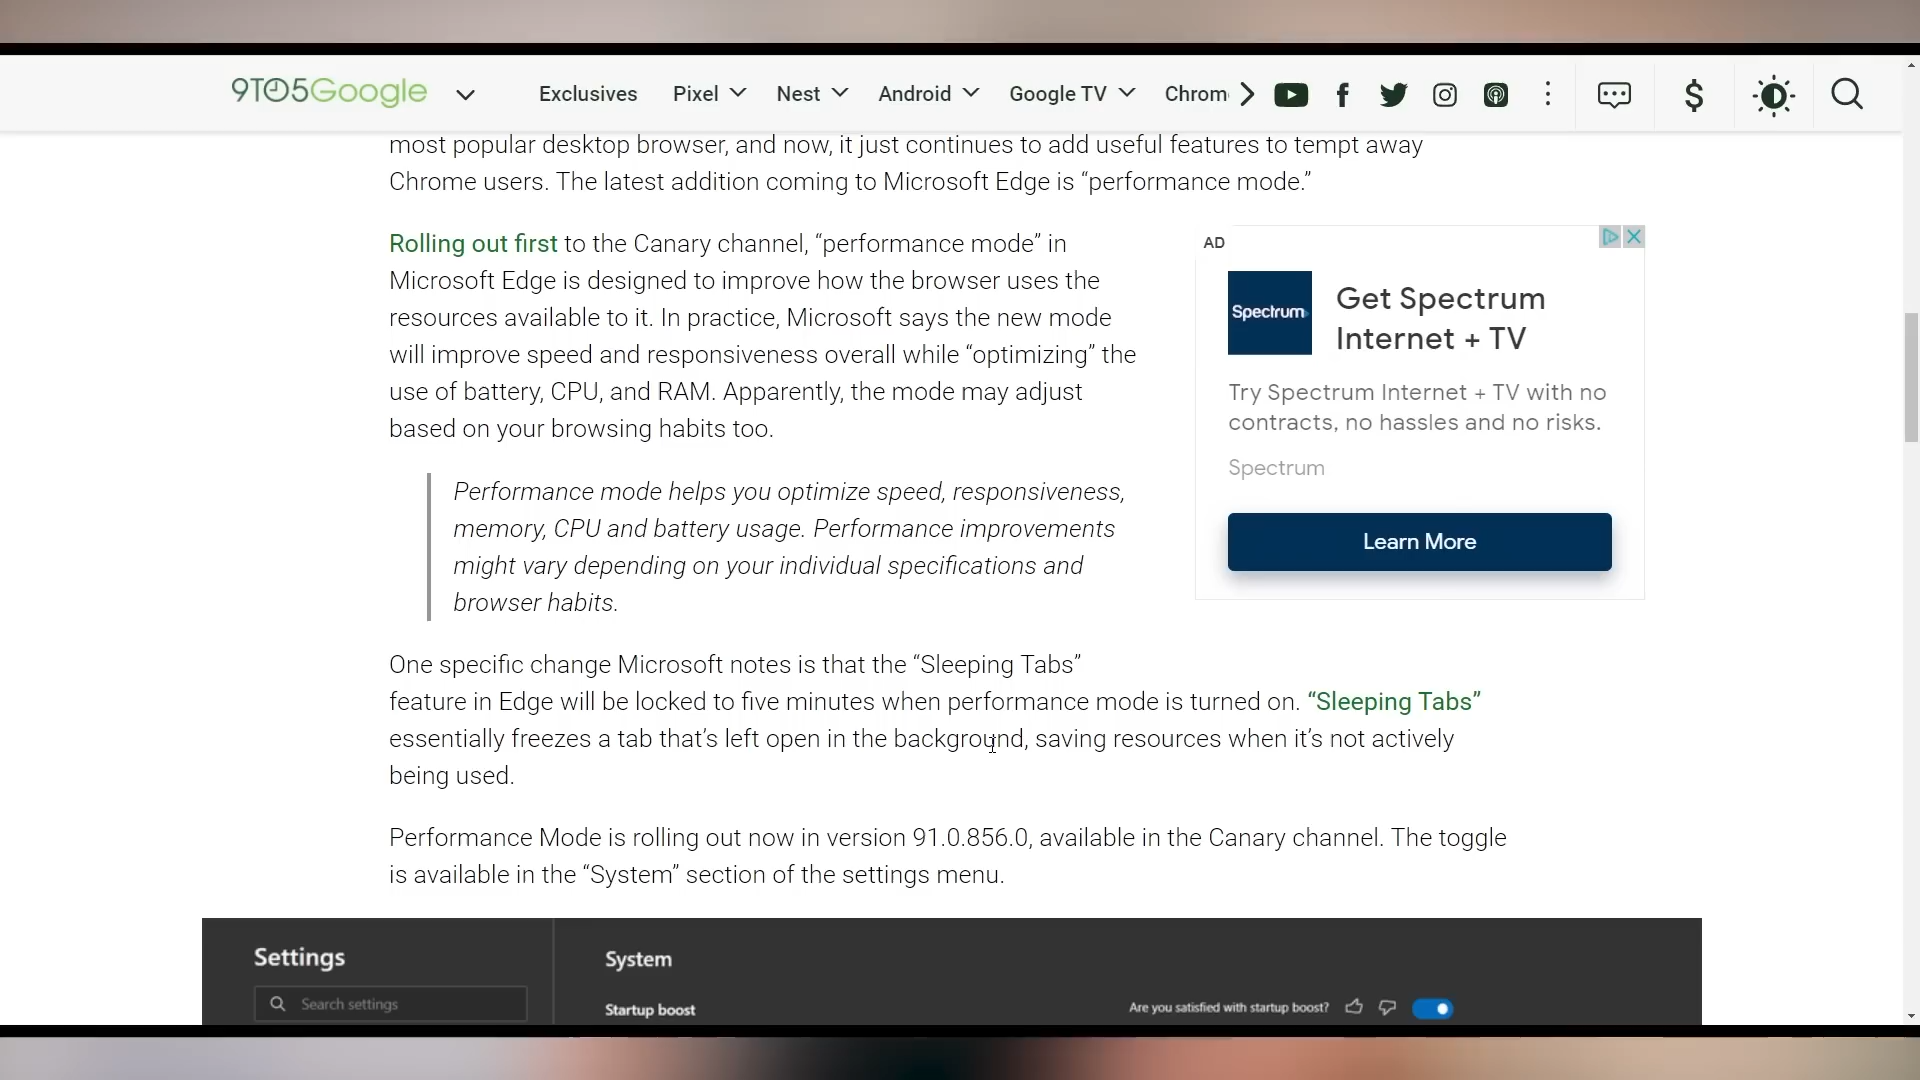 9TO5Google
Exclusives Pixel Nest Android Google TV Chrom
most popular desktop browser, and now, it just continues to add useful features to tempt away
Chrome users. The latest addition coming to Microsoft Edge is “performance mode.”
Rolling out first to the Canary channel, “performance mode” in
Microsoft Edge is designed to improve how the browser uses the
resources available to it. In practice, Microsoft says the new mode
will improve speed and responsiveness overall while “optimizing” the
use of battery, CPU, and RAM. Apparently, the mode may adjust
based on your browsing habits too.
AD
Spectrum
Get Spectrum
Internet + TV
Try Spectrum Internet + TV with no
contracts, no hassles and no risks.
Spectrum
Learn More
Performance mode helps you optimize speed, responsiveness,
memory, CPU and battery usage. Performance improvements
might vary depending on your individual specifications and
browser habits.
One specific change Microsoft notes is that the “Sleeping Tabs”
feature in Edge will be locked to five minutes when performance mode is turned on. “Sleeping Tabs”
essentially freezes a tab that’s left open in the background, saving resources when it’s not actively
being used.
Performance Mode is rolling out now in version 91.0.856.0, available in the Canary channel. The toggle
is available in the “System” section of the settings menu.
Settings
Search settings
System
Startup boost
Are you satisfied with startup boost?